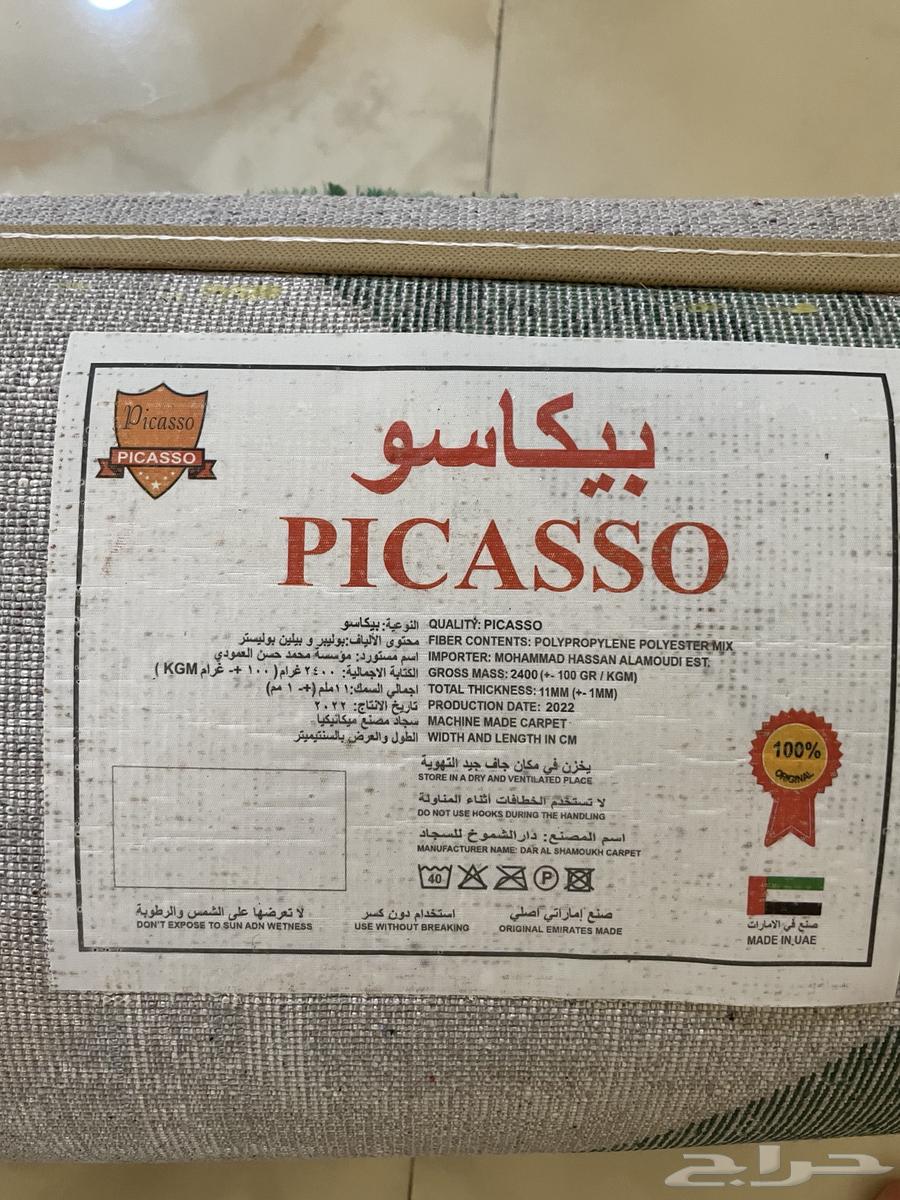 Picasso
PICASSO
بيكاسو
PICASSO
النوعية: بيكاسو QUALITY: PICASSO
محتوى الألياف: بوليبر و بيلين بوليستر FIBER CONTENTS: POLYPROPYLENE POLYESTER MIX
اسم مستورد: مؤسسة محمد حسن العمودي IMPORTER: MOHAMMAD HASSAN ALAMOUDI EST.
الكتابة الاجمالية: ٢٤٠٠ غرام (١٠٠ +- غرام KGM) GROSS MASS: 2400 (+- 100 GR / KGM)
اجمالي السمك: ١١ملم (+- ١ مم) TOTAL THICKNESS: 11MM (+- 1MM)
تاريخ الانتاج: ٢٠٢٢ PRODUCTION DATE: 2022
سجاد مصنع ميكانيكيا MACHINE MADE CARPET
الطول والعرض بالسنتيميتر WIDTH AND LENGTH IN CM
يخزن في مكان جاف جيد التهوية
STORE IN A DRY AND VENTILATED PLACE
لا تستخدم الخطافات أثناء المناولة
DO NOT USE HOOKS DURING THE HANDLING
اسم المصنع: دار الشموخ للسجاد
MANUFACTURER NAME: DAR AL SHAMOUKH CARPET
40 P
100%
ORIGINAL
لا تعرضها على الشمس والرطوبة
DON'T EXPOSE TO SUN ADN WETNESS
استخدام دون كسر
USE WITHOUT BREAKING
صنع إماراتي اصلي
ORIGINAL EMIRATES MADE
صنع في الامارات
MADE IN UAE
حراج